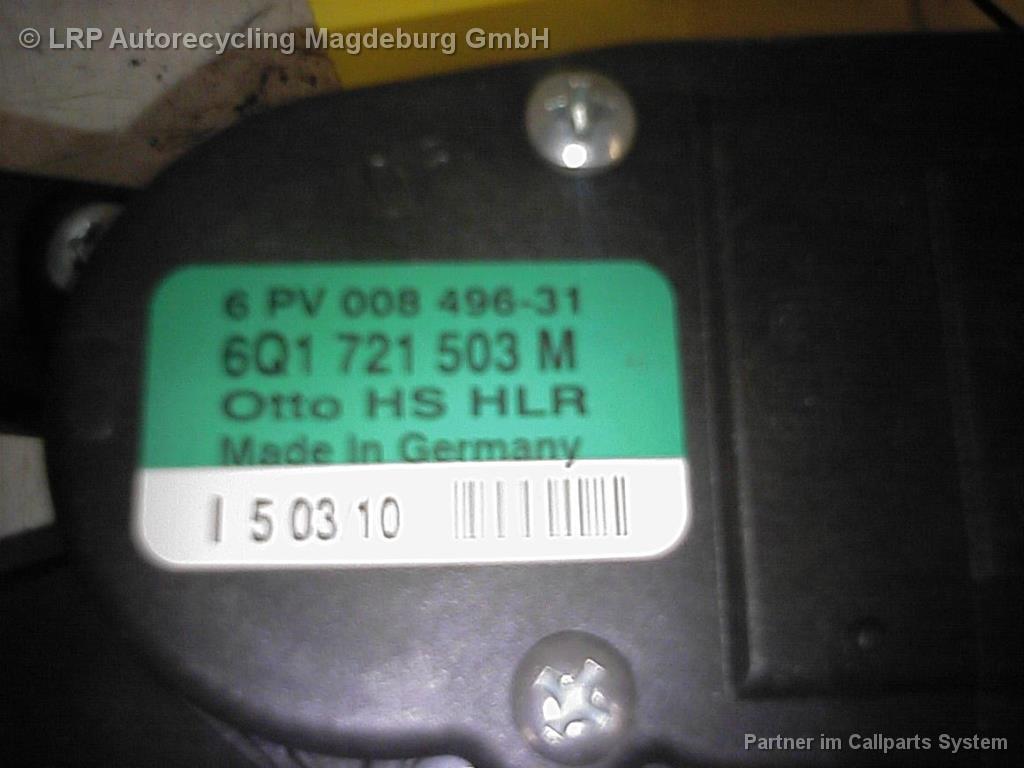 © LRP Autorecycling Magdeburg GmbH
6 PV 008 496-31
6Q1 721 503 M
Otto HS HLR
Made in Germany
I 5 03 10
Partner im Callparts System